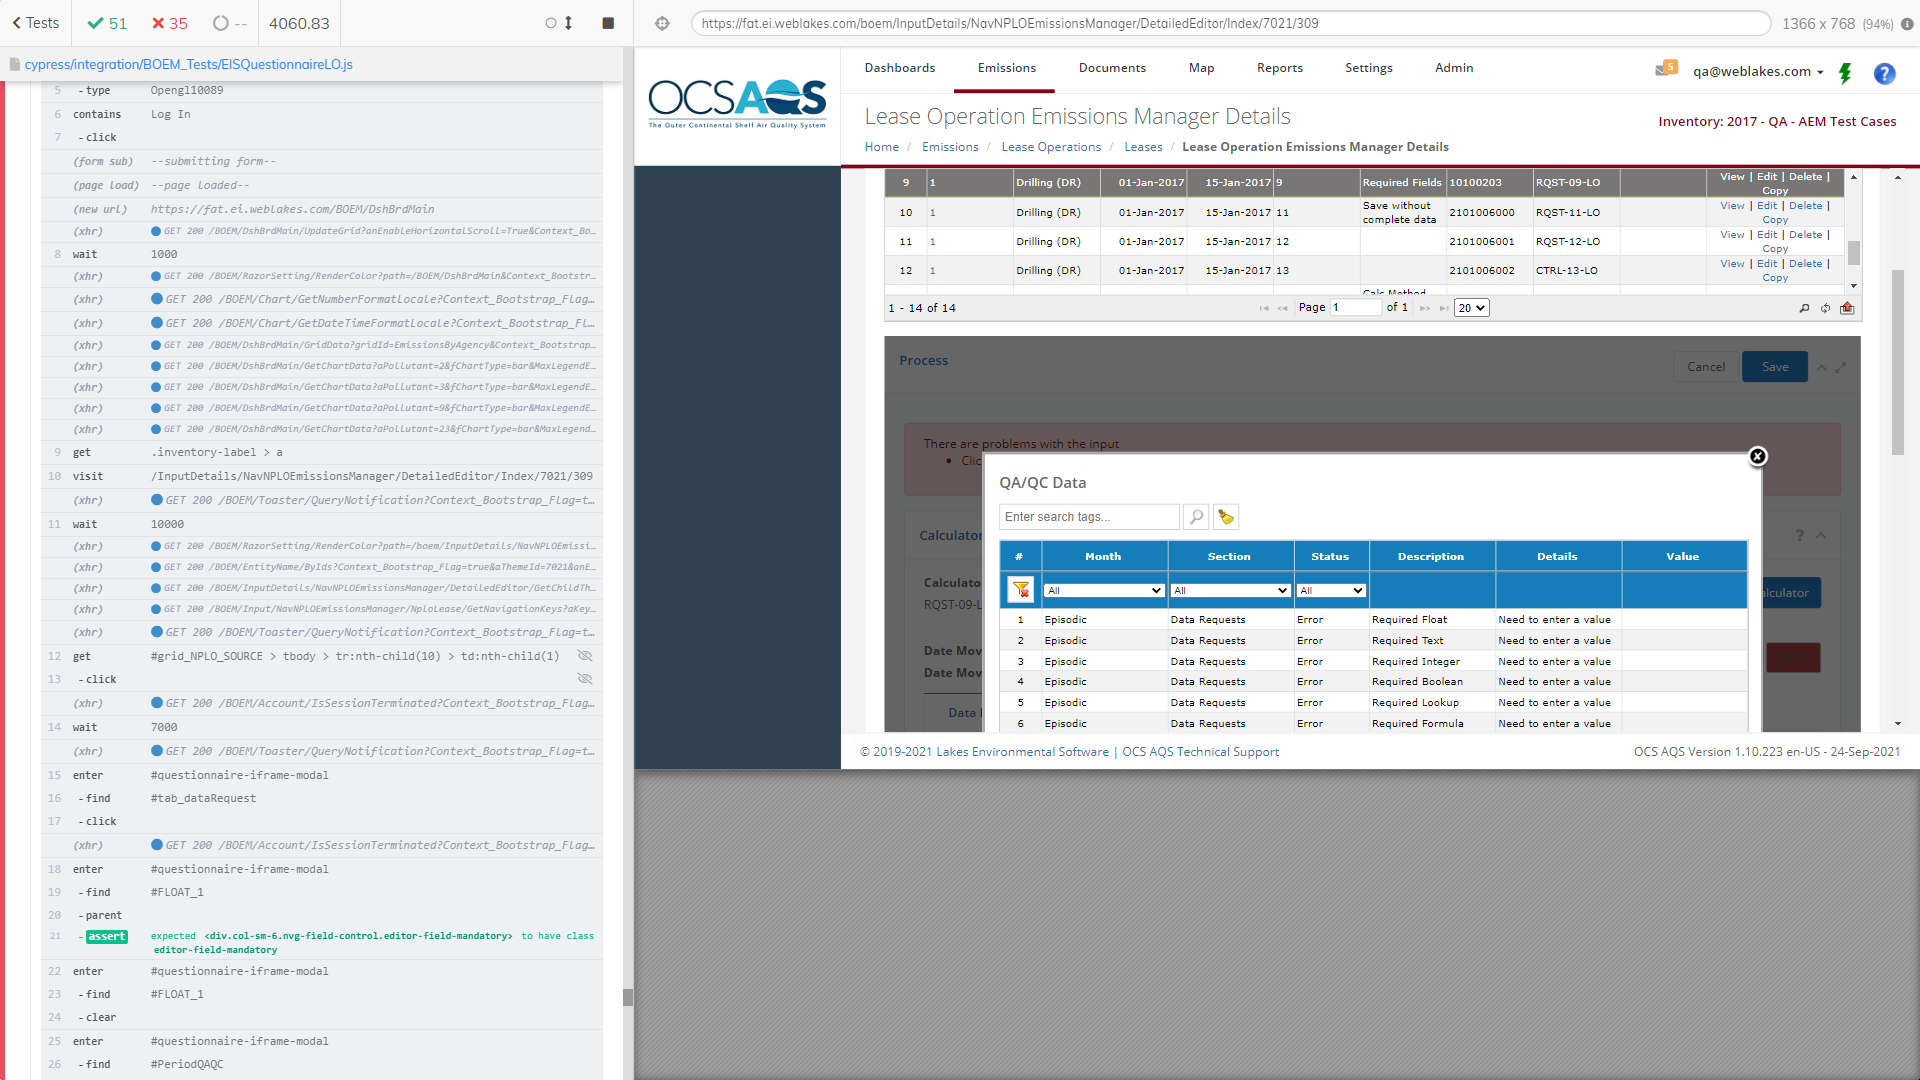 Tests 51 35 -- 4060.83
cypress/integration/BOEM_Tests/EISQuestionnaireLO.js
5 -type Opengl10089
6 contains Log In
7 -click
(form sub) --submitting form--
(page load) --page loaded--
(new url) https://fat.ei.weblakes.com/BOEM/DshBrdMain
(xhr) GET 200 /BOEM/DshBrdMain/UpdateGrid?anEnableHorizontalScroll=True&Context_Bo...
8 wait 1000
(xhr) GET 200 /BOEM/RazorSetting/RenderColor?path=/BOEM/DshBrdMain&Context_Bootstr...
(xhr) GET 200 /BOEM/Chart/GetNumberFormatLocale?Context_Bootstrap_Flag...
(xhr) GET 200 /BOEM/Chart/GetDateTimeFormatLocale?Context_Bootstrap_Fl...
(xhr) GET 200 /BOEM/DshBrdMain/GridData?gridId=EmissionsByAgency&Context_Bootstrap...
(xhr) GET 200 /BOEM/DshBrdMain/GetChartData?aPollutant=2&fChartType=bar&MaxLegendE...
(xhr) GET 200 /BOEM/DshBrdMain/GetChartData?aPollutant=3&fChartType=bar&MaxLegendE...
(xhr) GET 200 /BOEM/DshBrdMain/GetChartData?aPollutant=9&fChartType=bar&MaxLegendE...
(xhr) GET 200 /BOEM/DshBrdMain/GetChartData?aPollutant=23&fChartType=bar&MaxLegend...
9 get .inventory-label > a
10 visit /InputDetails/NavNPLOEmissionsManager/DetailedEditor/Index/7021/309
(xhr) GET 200 /BOEM/Toaster/QueryNotification?Context_Bootstrap_Flag=t...
11 wait 10000
(xhr) GET 200 /BOEM/RazorSetting/RenderColor?path=/boem/InputDetails/NavNPLOEmissi...
(xhr) GET 200 /BOEM/EntityName/ByIds?Context_Bootstrap_Flag=true&aThemeId=7021&anE...
(xhr) GET 200 /BOEM/InputDetails/NavNPLOEmissionsManager/DetailedEditor/GetChildTh...
(xhr) GET 200 /BOEM/Input/NavNPLOEmissionsManager/NploLease/GetNavigationKeys?aKey...
(xhr) GET 200 /BOEM/Toaster/QueryNotification?Context_Bootstrap_Flag=t...
12 get #grid_NPLO_SOURCE > tbody > tr:nth-child(10) > td:nth-child(1)
13 -click
(xhr) GET 200 /BOEM/Account/IsSessionTerminated?Context_Bootstrap_Flag...
14 wait 7000
(xhr) GET 200 /BOEM/Toaster/QueryNotification?Context_Bootstrap_Flag=t...
15 enter #questionnaire-iframe-modal
16 -find #tab_dataRequest
17 -click
(xhr) GET 200 /BOEM/Account/IsSessionTerminated?Context_Bootstrap_Flag...
18 enter #questionnaire-iframe-modal
19 -find #FLOAT_1
20 -parent
21 -assert expected <div.col-sm-6.nvg-field-control.editor-field-mandatory> to have class
editor-field-mandatory
22 enter #questionnaire-iframe-modal
23 -find #FLOAT_1
24 -clear
25 enter #questionnaire-iframe-modal
26 -find #PeriodQAQC
https://fat.ei.weblakes.com/boem/InputDetails/NavNPLOEmissionsManager/DetailedEditor/Index/7021/309
1366 x 768 (94%)
OCSAQS
The Outer Continental Shelf Air Quality System
Dashboards Emissions Documents Map Reports Settings Admin 5 qa@weblakes.com
Lease Operation Emissions Manager Details
Inventory: 2017 - QA - AEM Test Cases
Home / Emissions / Lease Operations / Leases / Lease Operation Emissions Manager Details
9 1 Drilling (DR) 01-Jan-2017 15-Jan-2017 9 Required Fields 10100203 RQST-09-LO View | Edit | Delete | Copy
10 1 Drilling (DR) 01-Jan-2017 15-Jan-2017 11 Save without complete data 2101006000 RQST-11-LO View | Edit | Delete | Copy
11 1 Drilling (DR) 01-Jan-2017 15-Jan-2017 12 2101006001 RQST-12-LO View | Edit | Delete | Copy
12 1 Drilling (DR) 01-Jan-2017 15-Jan-2017 13 2101006002 CTRL-13-LO View | Edit | Delete | Copy
Calc Method
1 - 14 of 14 Page 1 of 1 20
Process Cancel Save
There are problems with the input
Clic
Calculator
Calculato
RQST-09-L
alculator
Date Mov
Date Mov
Data
QA/QC Data
Enter search tags...
# Month Section Status Description Details Value
All All All
1 Episodic Data Requests Error Required Float Need to enter a value
2 Episodic Data Requests Error Required Text Need to enter a value
3 Episodic Data Requests Error Required Integer Need to enter a value
4 Episodic Data Requests Error Required Boolean Need to enter a value
5 Episodic Data Requests Error Required Lookup Need to enter a value
6 Episodic Data Requests Error Required Formula Need to enter a value
© 2019-2021 Lakes Environmental Software | OCS AQS Technical Support
OCS AQS Version 1.10.223 en-US - 24-Sep-2021